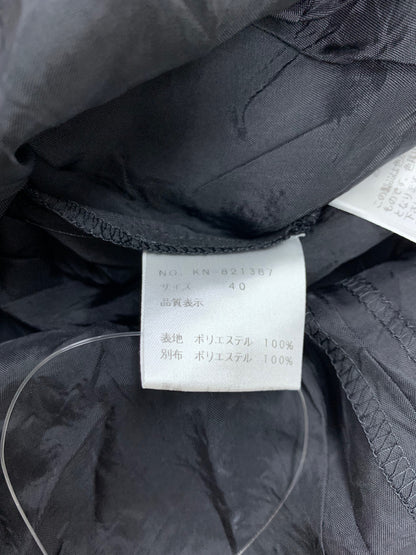 NO. KN-821387
サイズ 40
品質表示
表地 ポリエステル 100%
別布 ポリエステル 100%